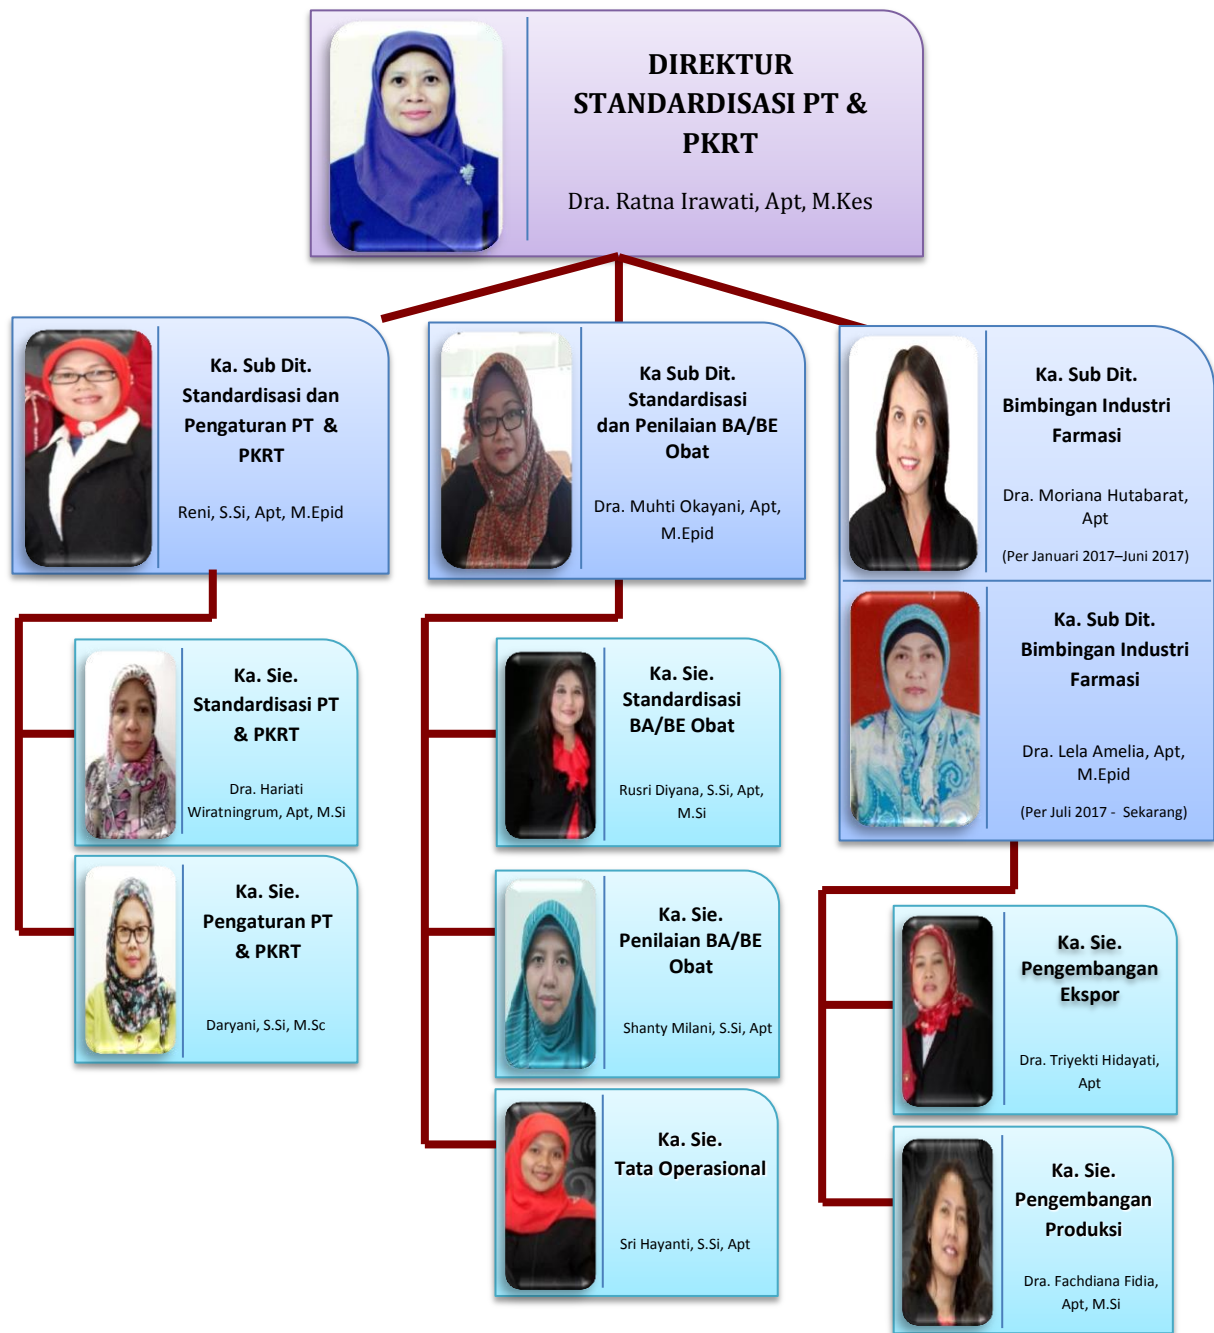 DIREKTUR
STANDARDISASI PT &
PKRT
Dra. Ratna Irawati, Apt, M.Kes
Ka. Sub Dit.
Standardisasi dan
Pengaturan PT &
PKRT
Reni, S.Si, Apt, M.Epid
Ka Sub Dit.
Standardisasi
dan Penilaian BA/BE
Obat
Dra. Muhti Okayani, Apt,
M.Epid
Ka. Sub Dit.
Bimbingan Industri
Farmasi
Dra. Moriana Hutabarat,
Apt
(Per Januari 2017–Juni 2017)
Ka. Sub Dit.
Bimbingan Industri
Farmasi
Dra. Lela Amelia, Apt,
M.Epid
(Per Juli 2017 - Sekarang)
Ka. Sie.
Standardisasi PT
& PKRT
Dra. Hariati
Wiratningrum, Apt, M.Si
Ka. Sie.
Pengaturan PT
& PKRT
Daryani, S.Si, M.Sc
Ka. Sie.
Standardisasi
BA/BE Obat
Rusri Diyana, S.Si, Apt,
M.Si
Ka. Sie.
Penilaian BA/BE
Obat
Shanty Milani, S.Si, Apt
Ka. Sie.
Tata Operasional
Sri Hayanti, S.Si, Apt
Ka. Sie.
Pengembangan
Ekspor
Dra. Triyekti Hidayati,
Apt
Ka. Sie.
Pengembangan
Produksi
Dra. Fachdiana Fidia,
Apt, M.Si